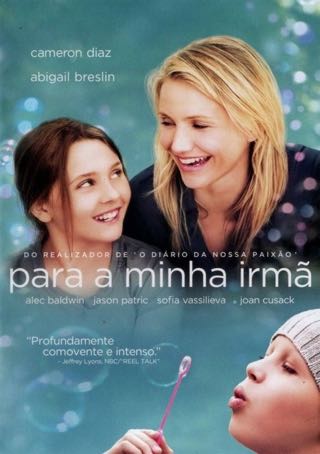 cameron diaz
abigail breslin
DO REALIZADOR DE 'O DIÁRIO DA NOSSA PAIXÃO'
para a minha irmã
alec baldwin jason patric sofia vassilieva e joan cusack
"Profundamente
comovente e intenso."
– Jeffrey Lyons, NBC/"REEL TALK"